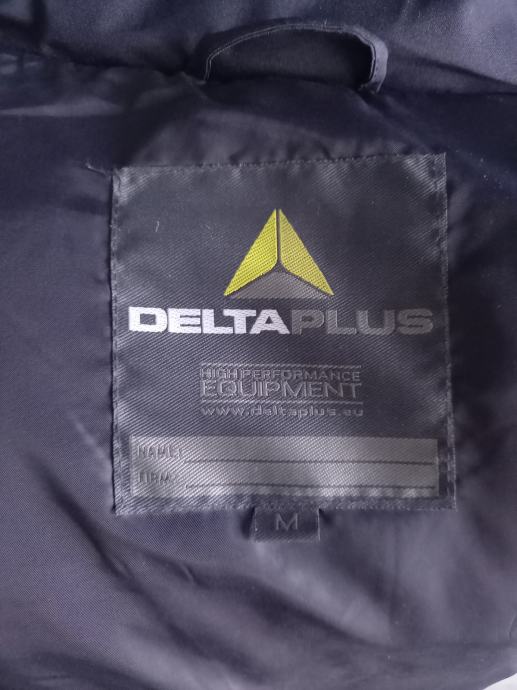 DELTAPLUS
HIGH PERFORMANCE
EQUIPMENT
www.deltaplus.eu
NAME:
FIRM:
M